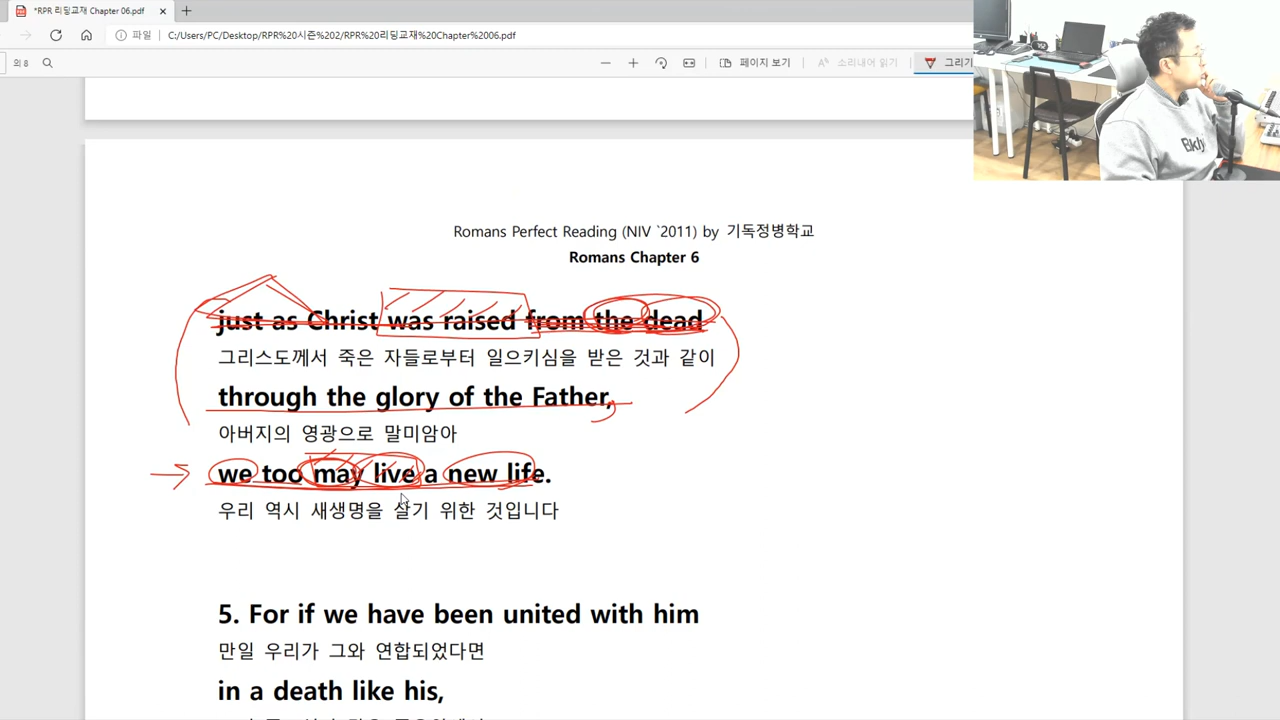 *RPR 리딩교재 Chapter 06.pdf
파일 C:/Users/PC/Desktop/RPR%20시즌%202/RPR%20리딩교재%20Chapter%2006.pdf
외 8 페이지 보기 소리내어 읽기 그리기
Romans Perfect Reading (NIV `2011) by 기독정병학교
Romans Chapter 6
just as Christ was raised from the dead
그리스도께서 죽은 자들로부터 일으키심을 받은 것과 같이
through the glory of the Father,
아버지의 영광으로 말미암아
we too may live a new life.
우리 역시 새생명을 살기 위한 것입니다
5. For if we have been united with him
만일 우리가 그와 연합되었다면
in a death like his,